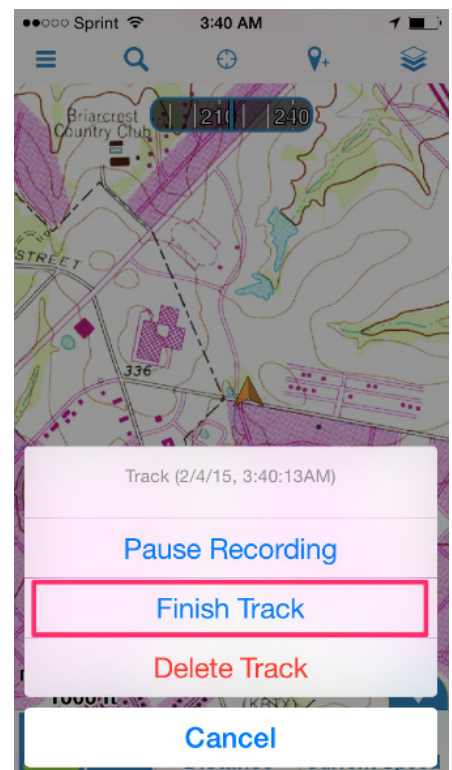 Sprint 3:40 AM
210 240
Briarcrest
Country Club
STREET
336
Track (2/4/15, 3:40:13AM)
Pause Recording
Finish Track
Delete Track
1000 ft
Cancel
Distance